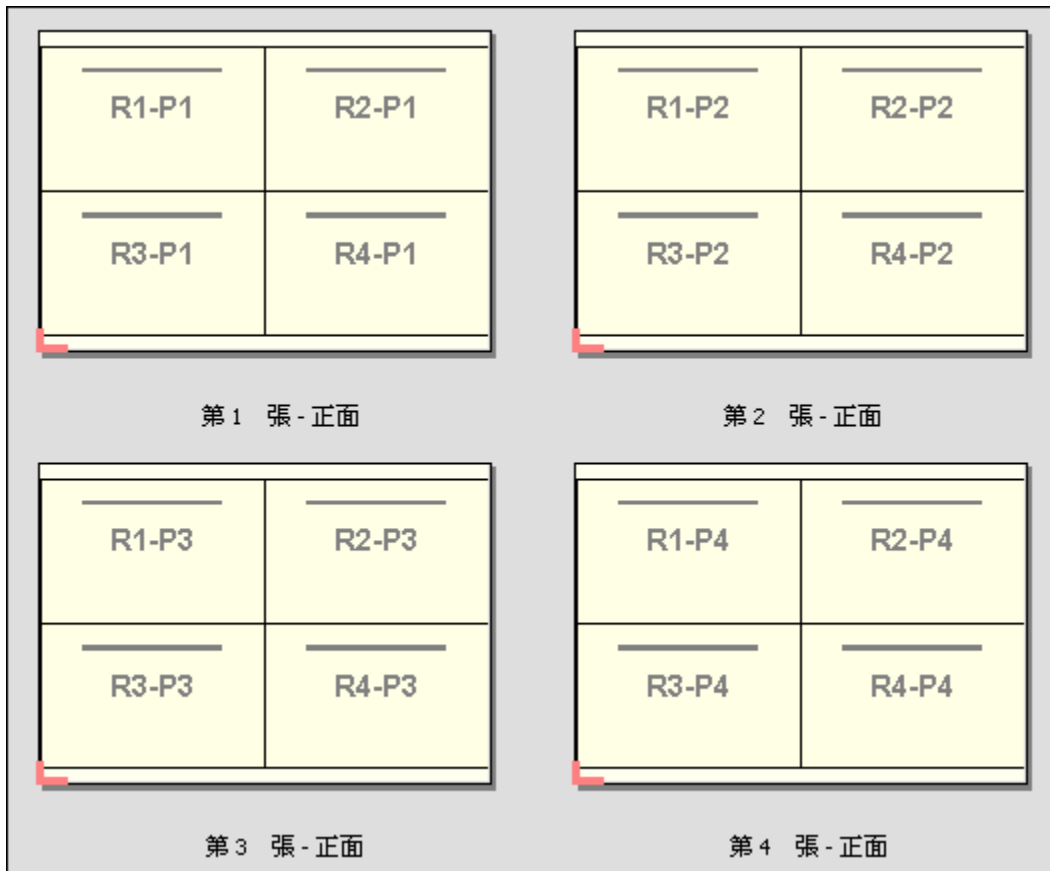 R1-P1 R2-P1
R3-P1 R4-P1
第1 張-正面
R1-P2 R2-P2
R3-P2 R4-P2
第2 張-正面
R1-P3 R2-P3
R3-P3 R4-P3
第3 張-正面
R1-P4 R2-P4
R3-P4 R4-P4
第4 張-正面